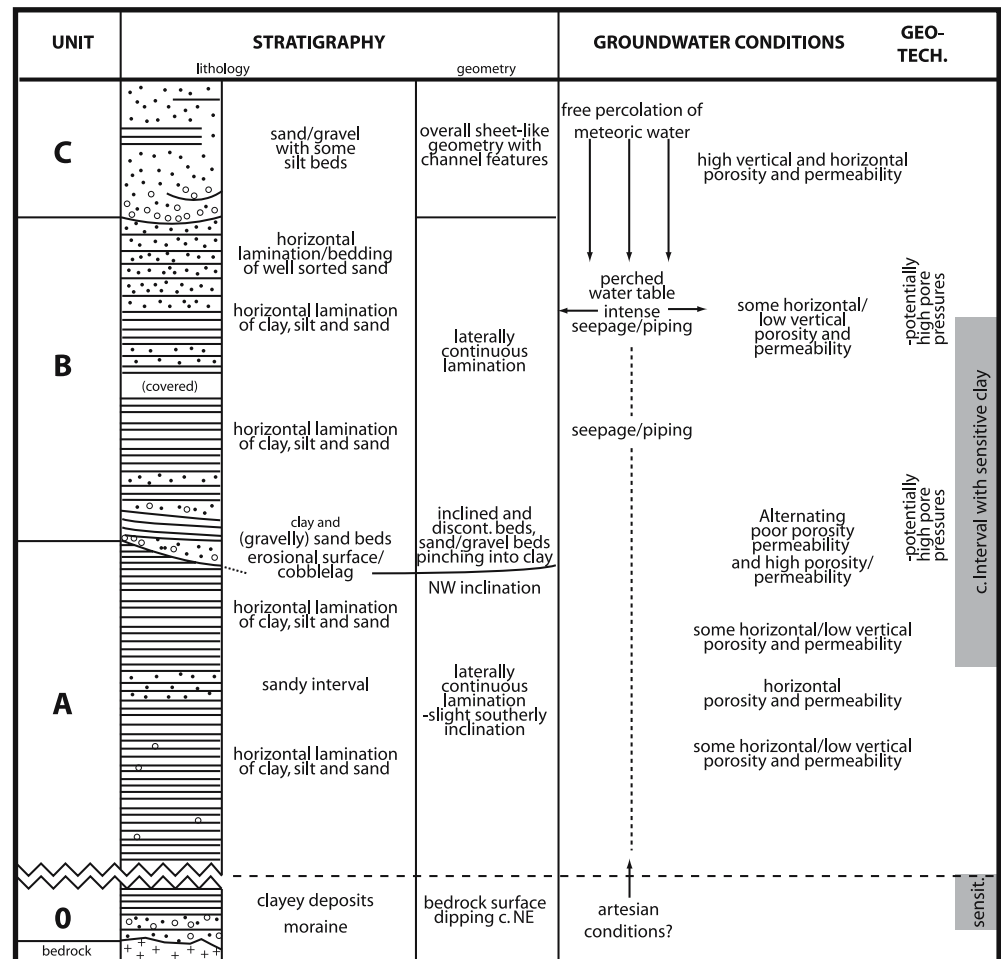 UNIT
STRATIGRAPHY
GROUNDWATER CONDITIONS
GEO-
TECH.
lithology
geometry
C
sand/gravel
with some
silt beds
overall sheet-like
geometry with
channel features
free percolation of
meteoric water
high vertical and horizontal
porosity and permeability
B
horizontal
lamination/bedding
of well sorted sand
horizontal lamination
of clay, silt and sand
(covered)
horizontal lamination
of clay, silt and sand
clay and
(gravelly) sand beds
erosional surface/
cobblelag
laterally
continuous
lamination
inclined and
discont. beds,
sand/gravel beds
pinching into clay
NW inclination
perched
water table
intense
seepage/piping
seepage/piping
some horizontal/
low vertical
porosity and
permeability
-potentially
high pore
pressures
Alternating
poor porosity
permeability
and high porosity/
permeability
-potentially
high pore
pressures
c. Interval with sensitive clay
A
horizontal lamination
of clay, silt and sand
sandy interval
horizontal lamination
of clay, silt and sand
laterally
continuous
lamination
-slight southerly
inclination
some horizontal/low vertical
porosity and permeability
horizontal
porosity and permeability
some horizontal/low vertical
porosity and permeability
0
clayey deposits
moraine
bedrock surface
dipping c. NE
artesian
conditions?
sensit.
bedrock